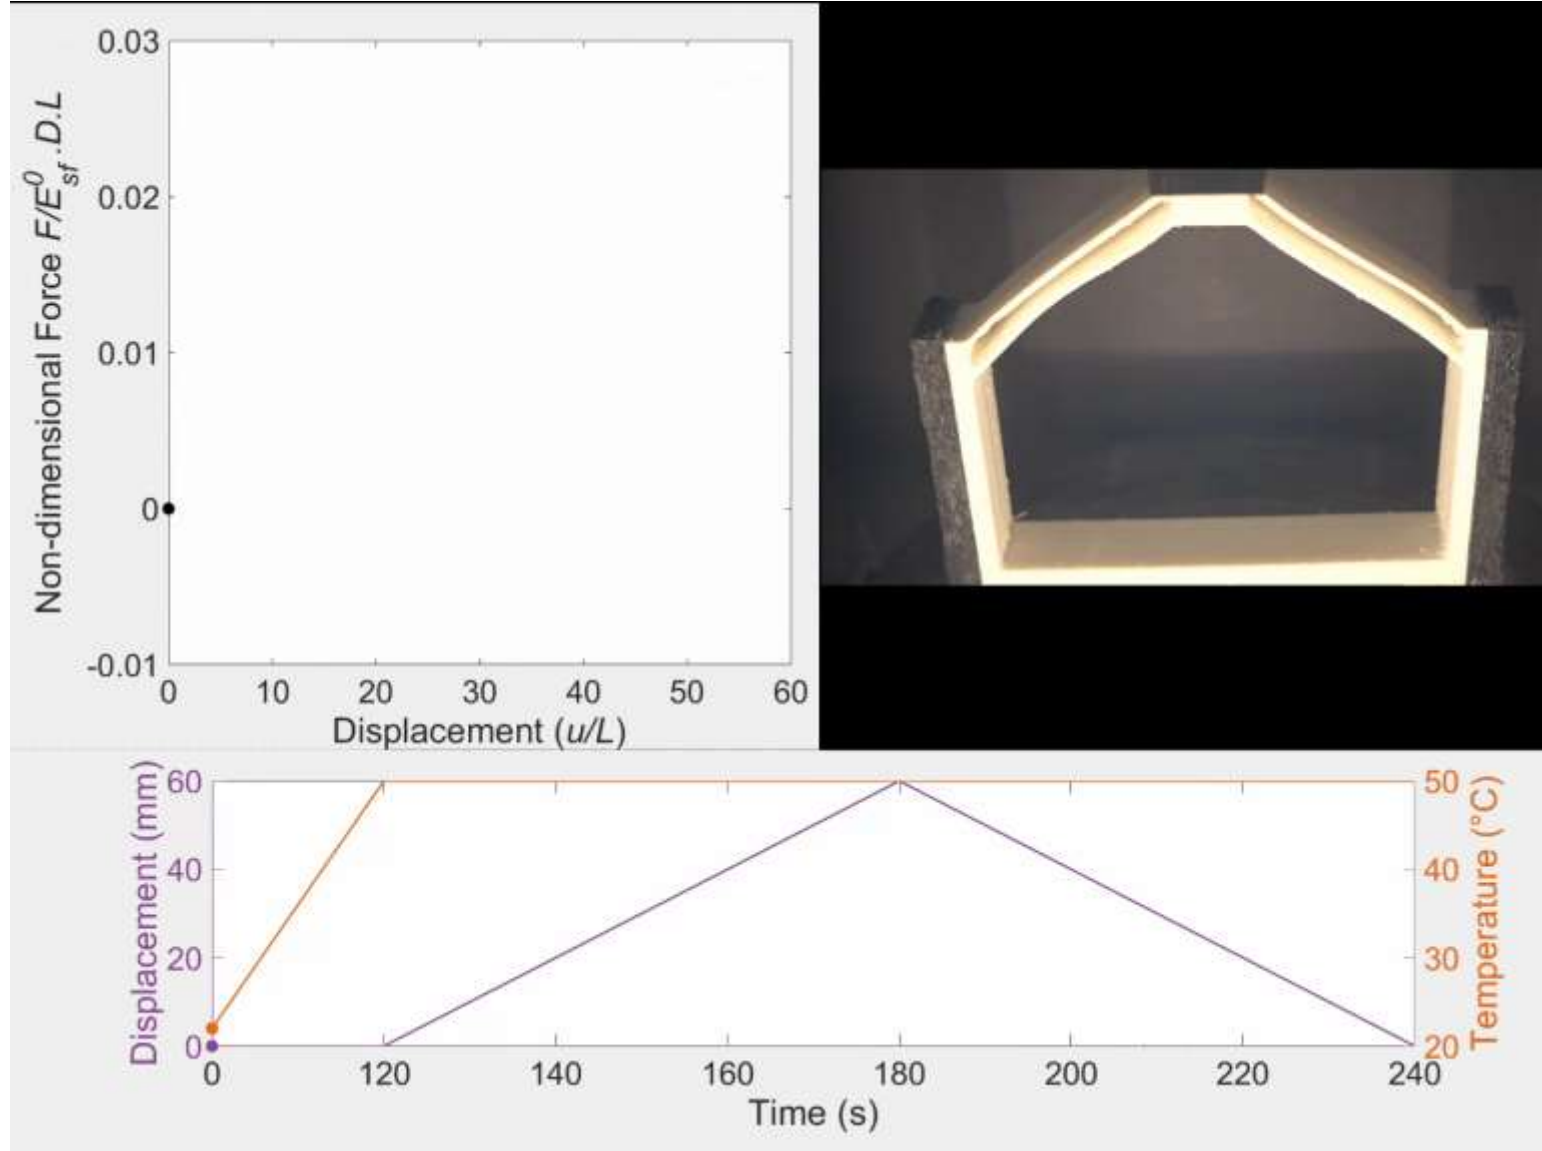 0.03
0.02
0.01
0
-0.01
Non-dimensional Force F/E⁰sf.D.L
0 10 20 30 40 50 60
Displacement (u/L)
60
40
20
0
Displacement (mm)
50
40
30
20
Temperature (°C)
0 120 140 160 180 200 220 240
Time (s)